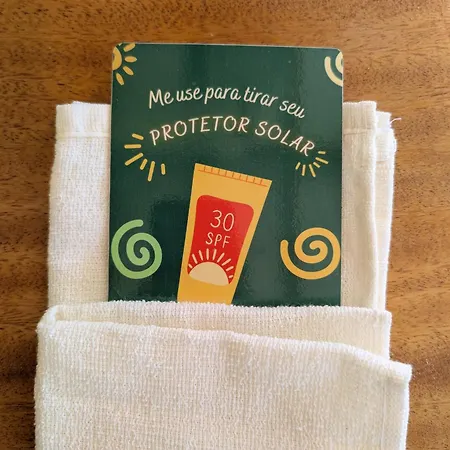 Me use para tirar seu
PROTETOR SOLAR
30
SPF